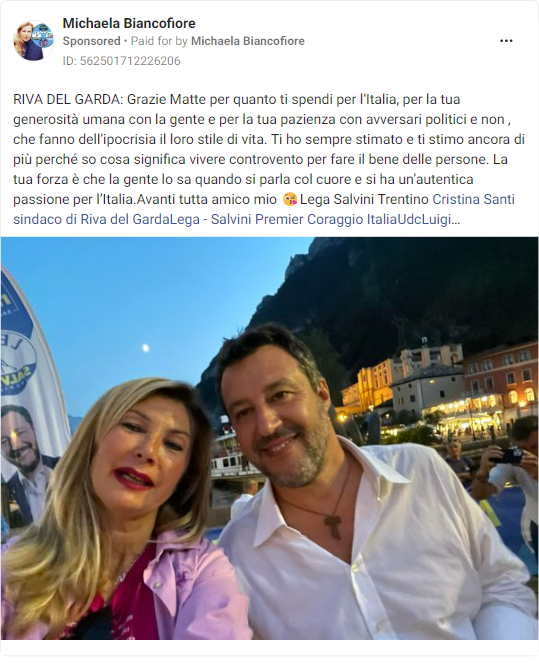 Michaela Biancofiore
Sponsored • Paid for by Michaela Biancofiore
ID: 562501712226206
RIVA DEL GARDA: Grazie Matte per quanto ti spendi per l’Italia, per la tua
generosità umana con la gente e per la tua pazienza con avversari politici e non ,
che fanno dell’ipocrisia il loro stile di vita. Ti ho sempre stimato e ti stimo ancora di
più perché so cosa significa vivere controvento per fare il bene delle persone. La
tua forza è che la gente lo sa quando si parla col cuore e si ha un’autentica
passione per l’Italia.Avanti tutta amico mio 😘Lega Salvini Trentino Cristina Santi
sindaco di Riva del GardaLega - Salvini Premier Coraggio ItaliaUdcLuigi...